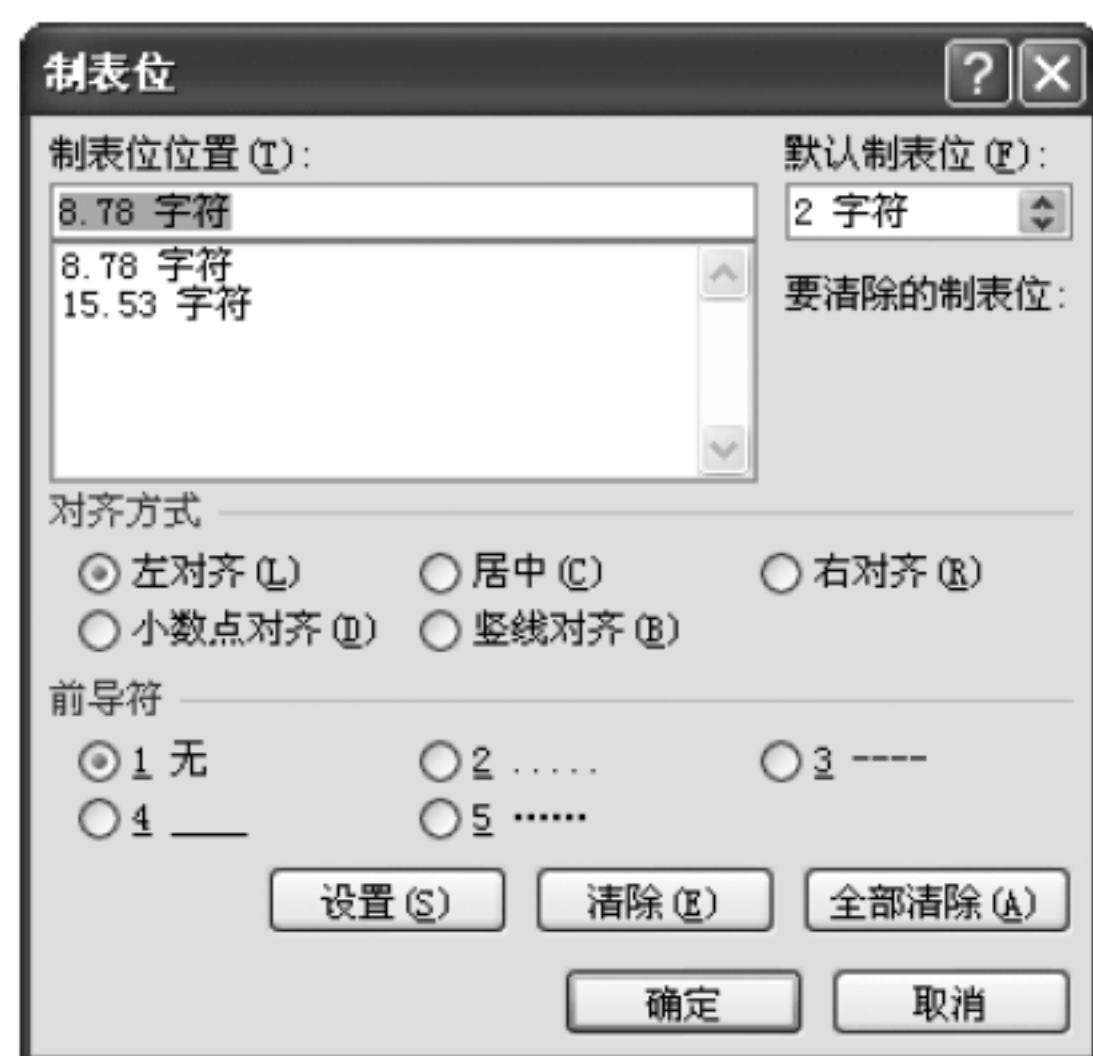 制表位
制表位位置(T):
默认制表位(F):
8.78 字符
2 字符
8.78 字符
15.53 字符
要清除的制表位:
对齐方式
左对齐(L) 居中(C) 右对齐(R)
小数点对齐(D) 竖线对齐(B)
前导符
1 无 2 ..... 3 ----
4 ___ 5 ······
设置(S) 清除(E) 全部清除(A)
确定 取消